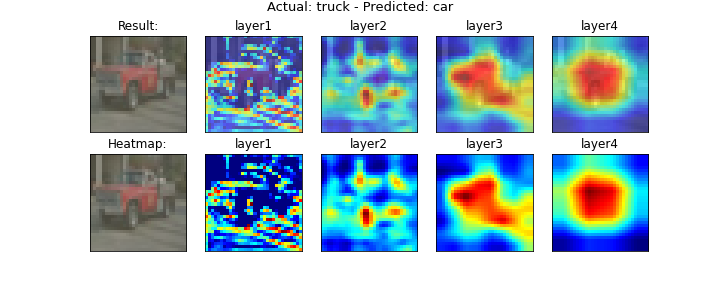 Actual: truck - Predicted: car
Result: layer1 layer2 layer3 layer4
Heatmap: layer1 layer2 layer3 layer4